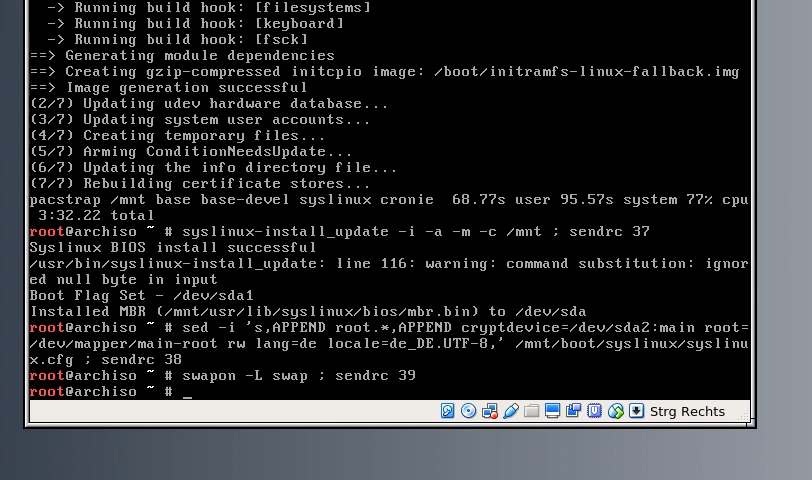 -> Running build hook: [filesystems]
-> Running build hook: [keyboard]
-> Running build hook: [fsck]
==> Generating module dependencies
==> Creating gzip-compressed initcpio image: /boot/initramfs-linux-fallback.img
==> Image generation successful
(2/7) Updating udev hardware database...
(3/7) Updating system user accounts...
(4/7) Creating temporary files...
(5/7) Arming ConditionNeedsUpdate...
(6/7) Updating the info directory file...
(7/7) Rebuilding certificate stores...
pacstrap /mnt base base-devel syslinux cronie  68.77s user 95.57s system 77% cpu
 3:32.22 total
root@archiso ~ # syslinux-install_update -i -a -m -c /mnt ; sendrc 37
Syslinux BIOS install successful
/usr/bin/syslinux-install_update: line 116: warning: command substitution: ignor
ed null byte in input
Boot Flag Set - /dev/sda1
Installed MBR (/mnt/usr/lib/syslinux/bios/mbr.bin) to /dev/sda
root@archiso ~ # sed -i 's,APPEND root.*,APPEND cryptdevice=/dev/sda2:main root=
/dev/mapper/main-root rw lang=de locale=de_DE.UTF-8,' /mnt/boot/syslinux/syslinu
x.cfg ; sendrc 38
root@archiso ~ # swapon -L swap ; sendrc 39
root@archiso ~ # _
Strg Rechts